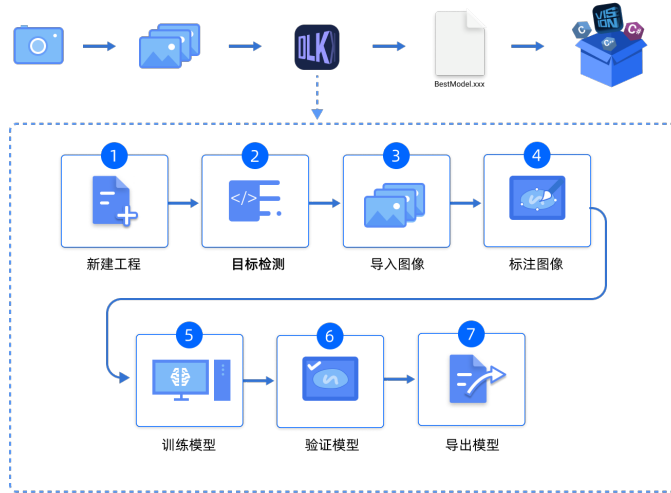 DLK
BestModel.xxx
VISION
C
C#
C++
1
2
3
4
</>
新建工程
目标检测
导入图像
标注图像
5
6
7
训练模型
验证模型
导出模型